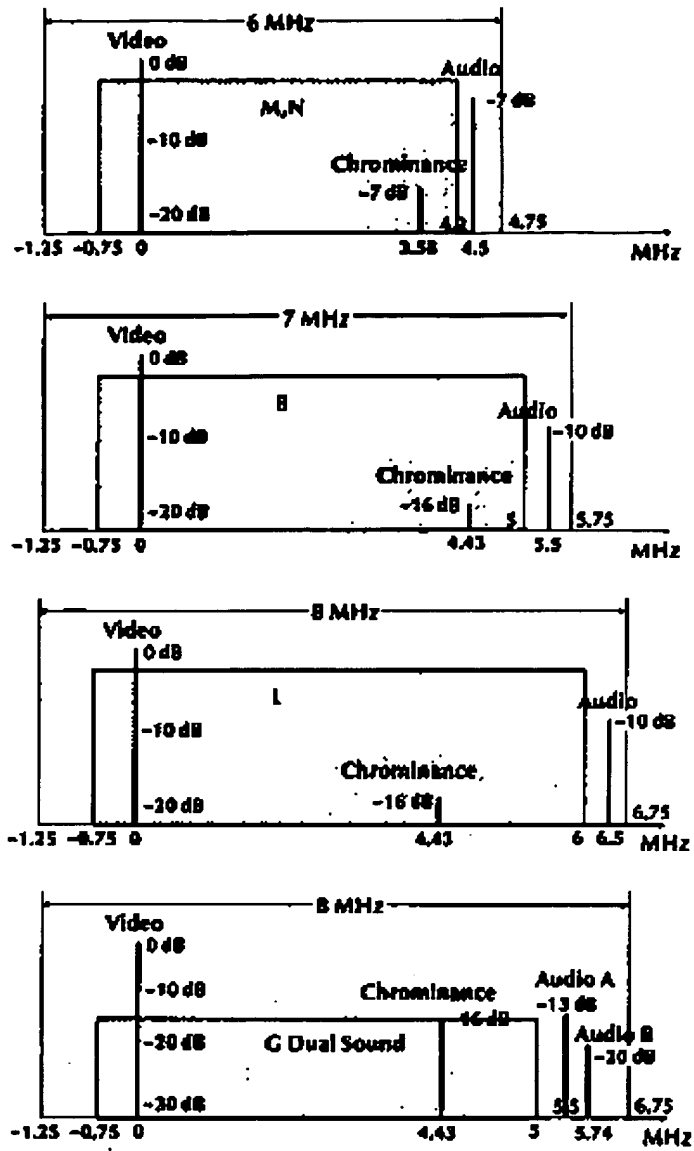 6 MHz
Video
0 dB
Audio
-7 dB
M,N
-10 dB
Chrominance
-7 dB
-20 dB
4.2
4.75
-1.25 -0.75 0 3.58 4.5 MHz
7 MHz
Video
0 dB
B
Audio
-10 dB
-10 dB
Chrominance
-16 dB
-20 dB
5
5.75
-1.25 -0.75 0 4.43 5.5 MHz
8 MHz
Video
0 dB
L
Audio
-10 dB
-10 dB
Chrominance
-16 dB
-20 dB
6.75
-1.25 -0.75 0 4.43 6 6.5 MHz
8 MHz
Video
0 dB
-10 dB
Chrominance
-16 dB
Audio A
-13 dB
-20 dB
G Dual Sound
Audio B
-20 dB
-30 dB
5.5
6.75
-1.25 -0.75 0 4.43 5 5.74 MHz